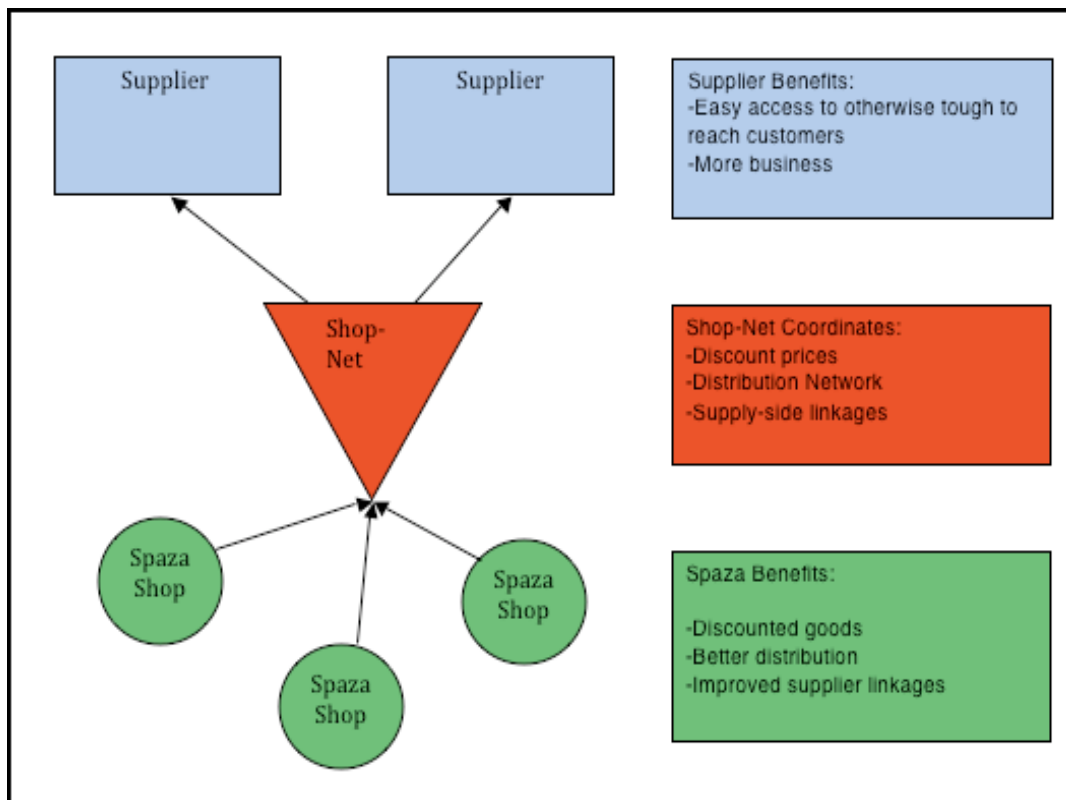 Supplier
Supplier
Supplier Benefits:
-Easy access to otherwise tough to
reach customers
-More business
Shop-
Net
Shop-Net Coordinates:
-Discount prices
-Distribution Network
-Supply-side linkages
Spaza
Shop
Spaza
Shop
Spaza
Shop
Spaza Benefits:
-Discounted goods
-Better distribution
-Improved supplier linkages